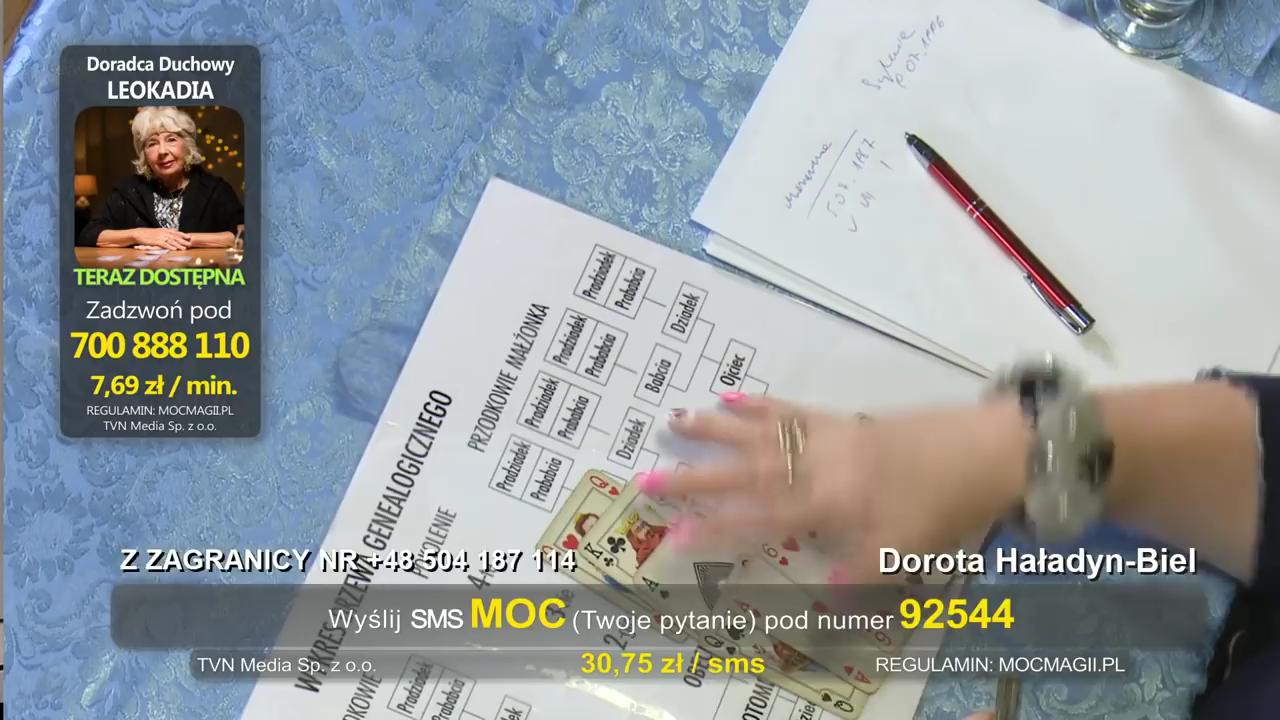 Doradca Duchowy
LEOKADIA
TERAZ DOSTĘPNA
Zadzwoń pod
700 888 110
7,69 zł / min.
REGULAMIN: MOCMAGII.PL
TVN Media Sp. z o.o.
PRZODKOWIE MAŁŻONKA
Pradziadek
Prababcia
Pradziadek
Prababcia
Pradziadek
Prababcia
Pradziadek
Prababcia
Dziadek
Babcia
Dziadek
Ojciec
GENEALOGICZNEGO
Pradziadek
Prababcia
Q
K
A
6
Q
A
Z ZAGRANICY NR +48 504 187 114
Dorota Haładyn-Biel
Wyślij SMS MOC (Twoje pytanie) pod numer 92544
TVN Media Sp. z o.o.
30,75 zł / sms
REGULAMIN: MOCMAGII.PL